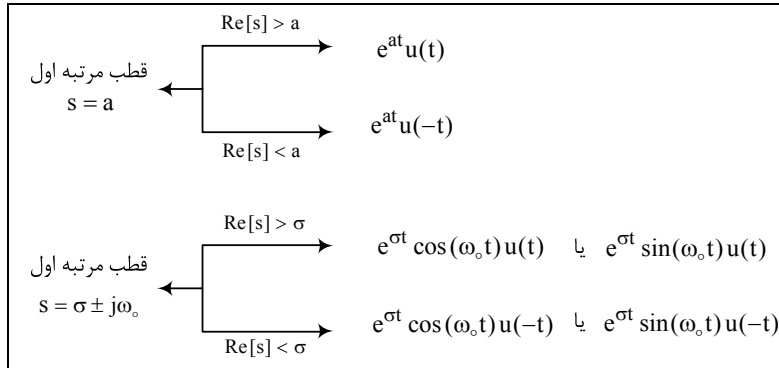 Re[s] > a
e^{at} u(t)
قطب مرتبه اول
s = a
e^{at} u(−t)
Re[s] < a
Re[s] > σ
e^{σt} cos(ω∘t) u(t) یا e^{σt} sin(ω∘t) u(t)
قطب مرتبه اول
s = σ ± jω∘
e^{σt} cos(ω∘t) u(−t) یا e^{σt} sin(ω∘t) u(−t)
Re[s] < σ